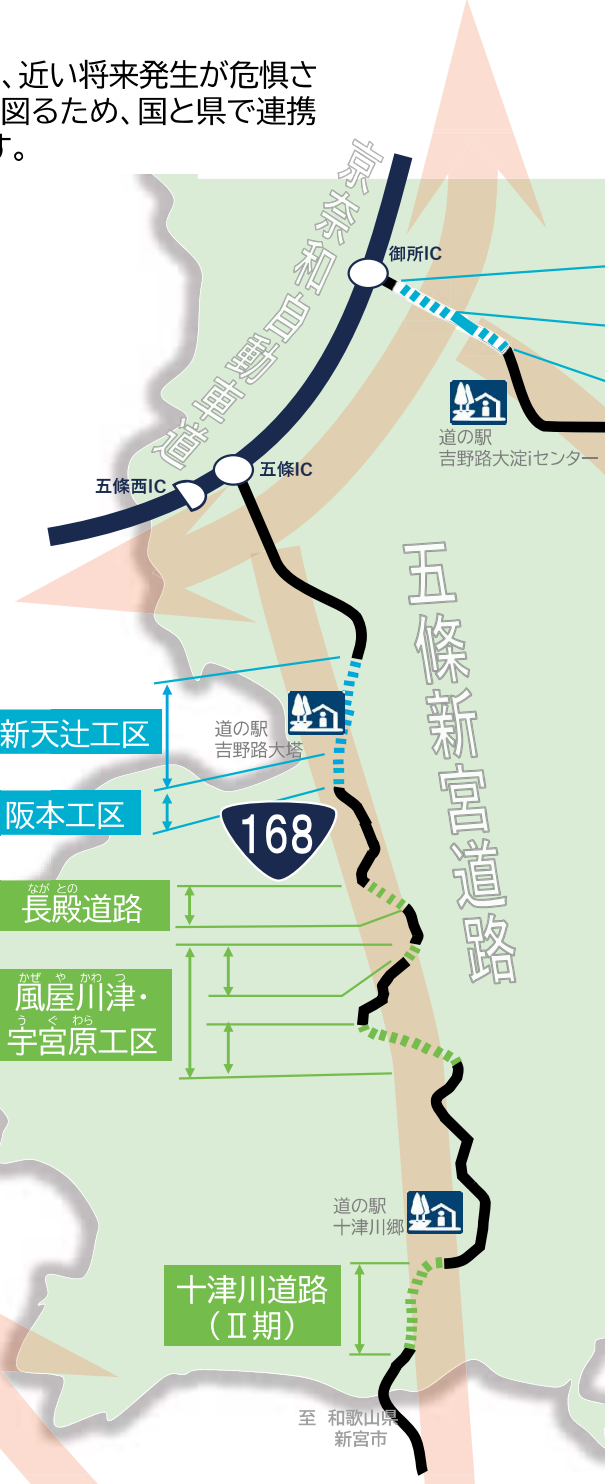 、近い将来発生が危惧さ
図るため、国と県で連携
す。
京奈和自動車道
御所IC
道の駅
吉野路大淀iセンター
五條IC
五條西IC
五條新宮道路
新天辻工区
道の駅
吉野路大塔
阪本工区
168
ながとの
長殿道路
かぜやかわつ
風屋川津・
うぐわら
宇宮原工区
道の駅
十津川郷
十津川道路
（Ⅱ期）
至 和歌山県
新宮市